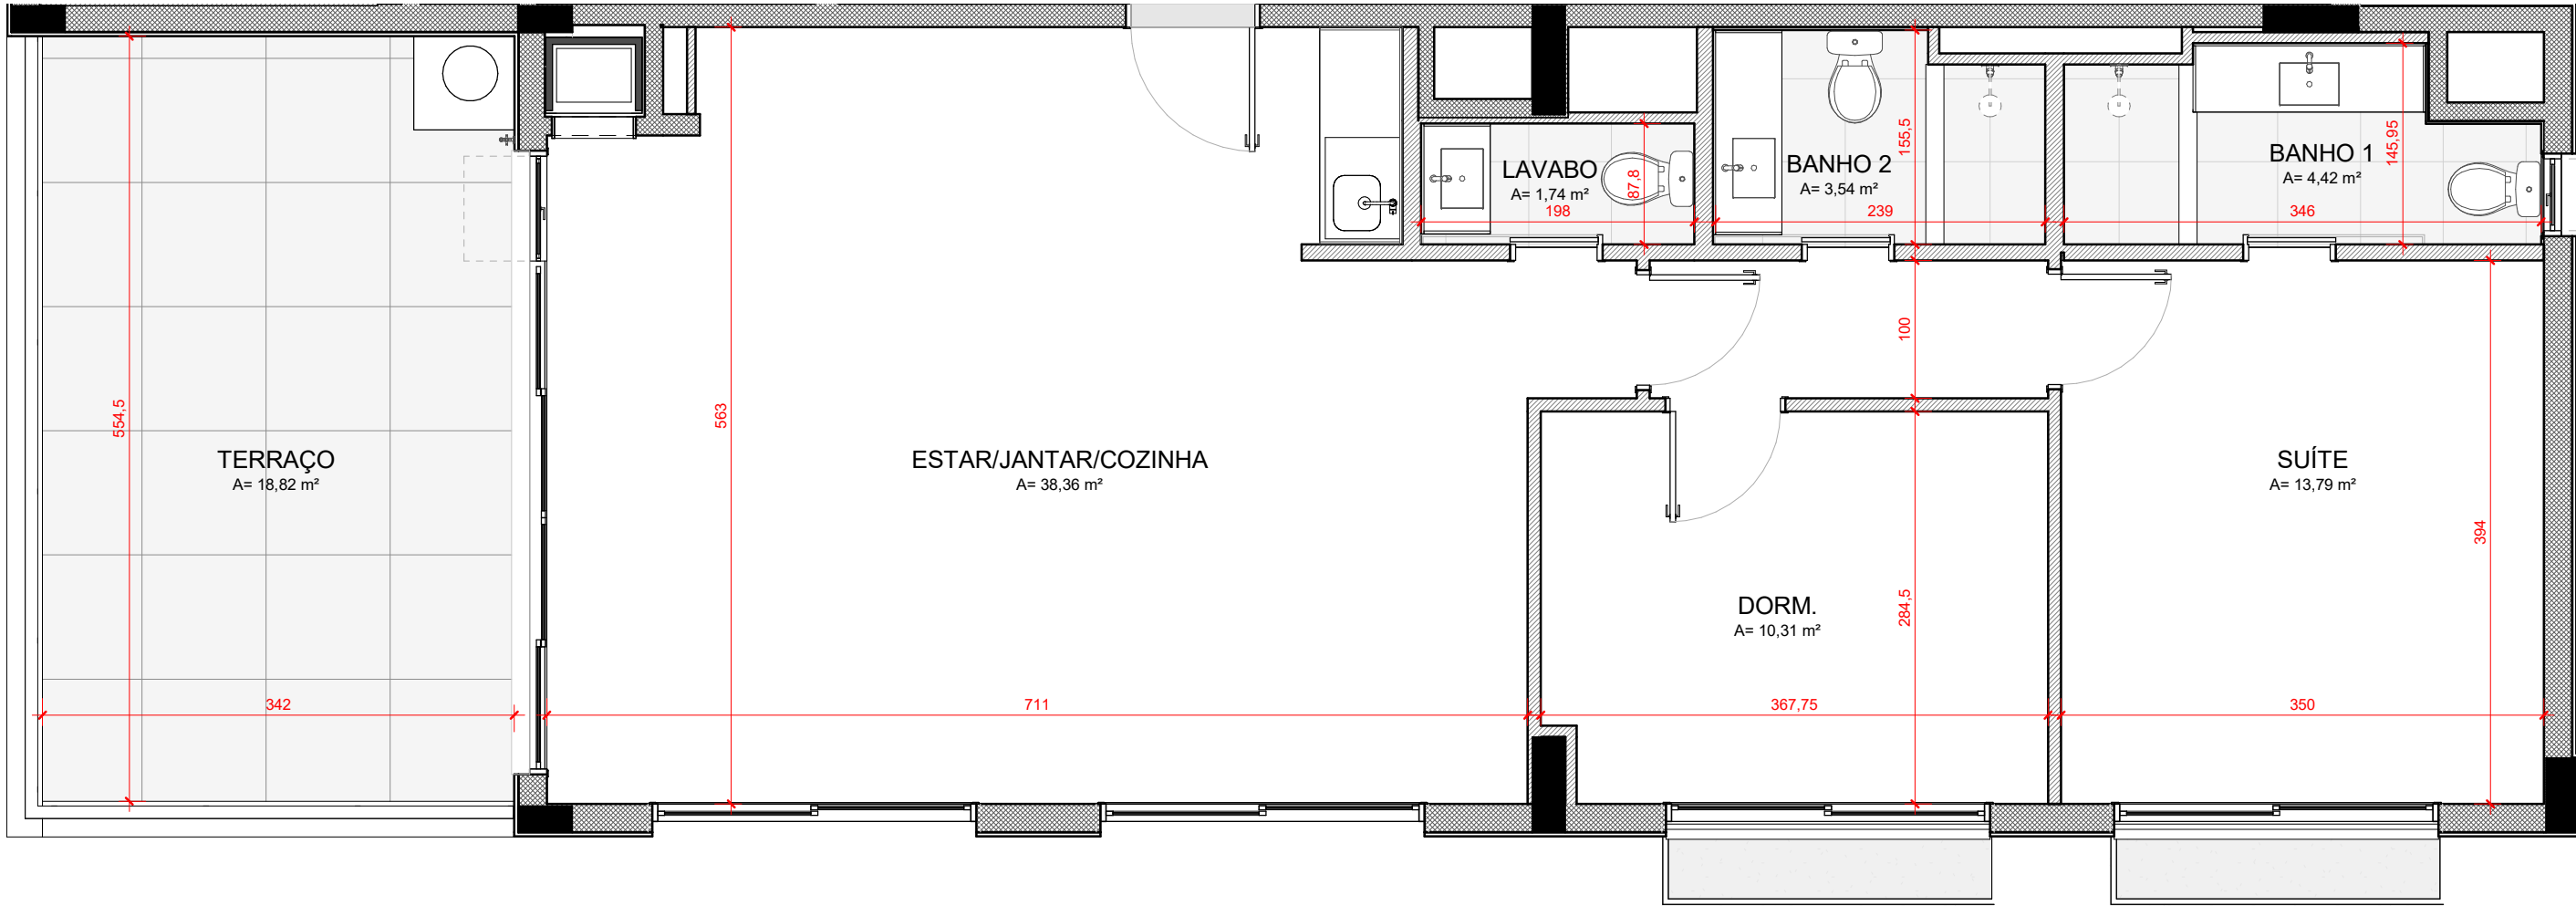 LAVABO
A= 1,74 m²
87,8
198
BANHO 2
A= 3,54 m²
155,5
239
BANHO 1
A= 4,42 m²
145,95
346
100
554,5
TERRAÇO
A= 18,82 m²
342
563
ESTAR/JANTAR/COZINHA
A= 38,36 m²
711
DORM.
A= 10,31 m²
284,5
367,75
SUÍTE
A= 13,79 m²
394
350